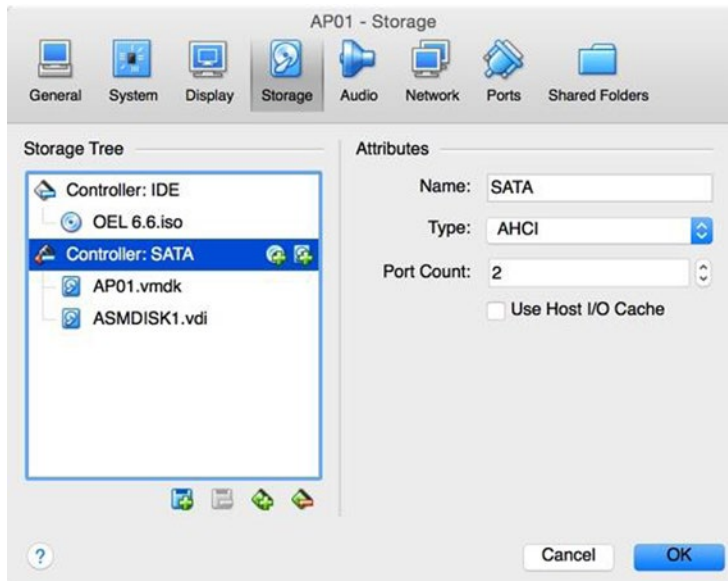 AP01 - Storage
General System Display Storage Audio Network Ports Shared Folders
Storage Tree
Controller: IDE
OEL 6.6.iso
Controller: SATA
AP01.vmdk
ASMDISK1.vdi
Attributes
Name: SATA
Type: AHCI
Port Count: 2
Use Host I/O Cache
?
Cancel OK